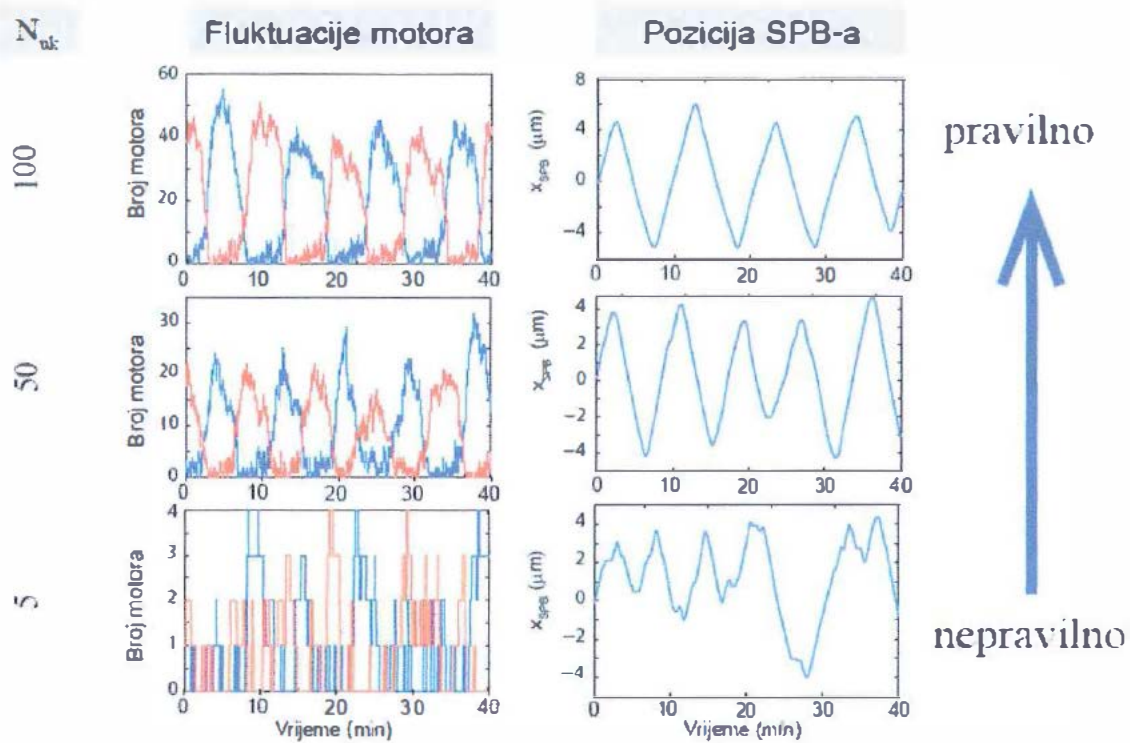 N_uk Fluktuacije motora Pozicija SPB-a
100
Broj motora
60
40
20
0
0 10 20 30 40
x_SPB (μm)
8
4
0
−4
0 10 20 30 40
pravilno
50
Broj motora
30
20
10
0
0 10 20 30 40
x_SPB (μm)
4
2
0
−2
−4
0 10 20 30 40
5
Broj motora
4
3
2
1
0
0 10 20 30 40
Vrijeme (min)
x_SPB (μm)
4
2
0
−2
−4
0 10 20 30 40
Vrijeme (min)
nepravilno